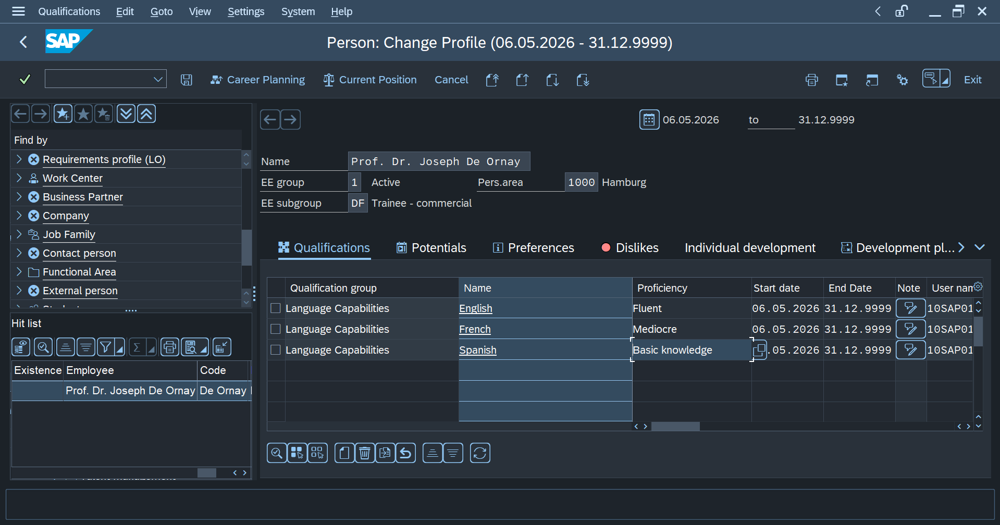 Qualifications Edit Goto View Settings System Help
SAP
Person: Change Profile (06.05.2026 - 31.12.9999)
Career Planning Current Position Cancel Exit
Find by
Requirements profile (LO)
Work Center
Business Partner
Company
Job Family
Contact person
Functional Area
External person
Hit list
Existence Employee Code
Prof. Dr. Joseph De Ornay De Ornay
06.05.2026 to 31.12.9999
Name Prof. Dr. Joseph De Ornay
EE group 1 Active Pers.area 1000 Hamburg
EE subgroup DF Trainee - commercial
Qualifications Potentials Preferences Dislikes Individual development Development pl...
Qualification group Name Proficiency Start date End Date Note User nam
Language Capabilities English Fluent 06.05.2026 31.12.9999 10SAP01
Language Capabilities French Mediocre 06.05.2026 31.12.9999 10SAP01
Language Capabilities Spanish Basic knowledge .05.2026 31.12.9999 10SAP01